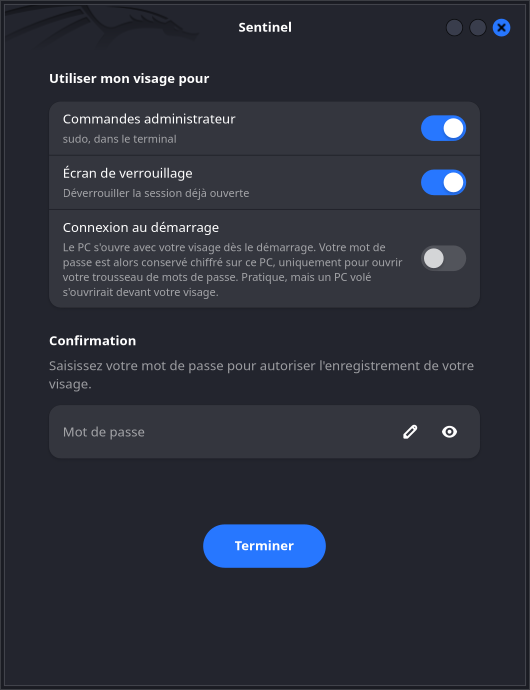 Sentinel
Utiliser mon visage pour
Commandes administrateur
sudo, dans le terminal
Écran de verrouillage
Déverrouiller la session déjà ouverte
Connexion au démarrage
Le PC s'ouvre avec votre visage dès le démarrage. Votre mot de
passe est alors conservé chiffré sur ce PC, uniquement pour ouvrir
votre trousseau de mots de passe. Pratique, mais un PC volé
s'ouvrirait devant votre visage.
Confirmation
Saisissez votre mot de passe pour autoriser l'enregistrement de votre
visage.
Mot de passe
Terminer